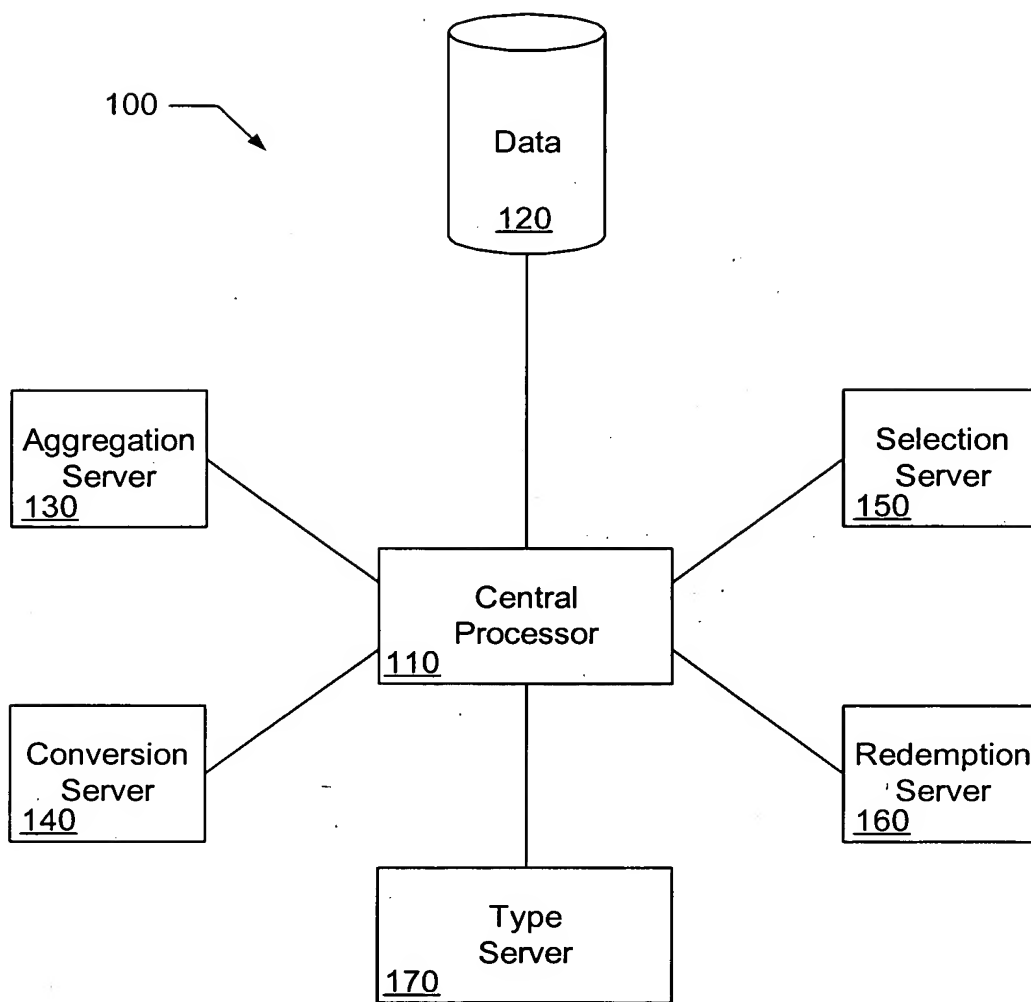 100
Data
120
Aggregation
Server
130
Selection
Server
150
Central
Processor
110
Conversion
Server
140
Redemption
Server
160
Type
Server
170